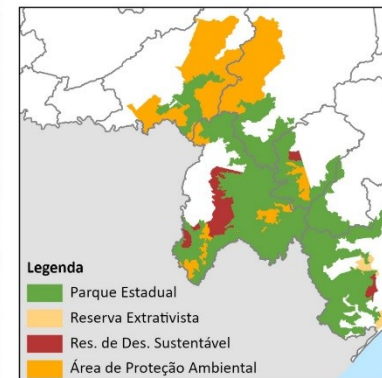 Legenda
Parque Estadual
Reserva Extrativista
Res. de Des. Sustentável
Área de Proteção Ambiental